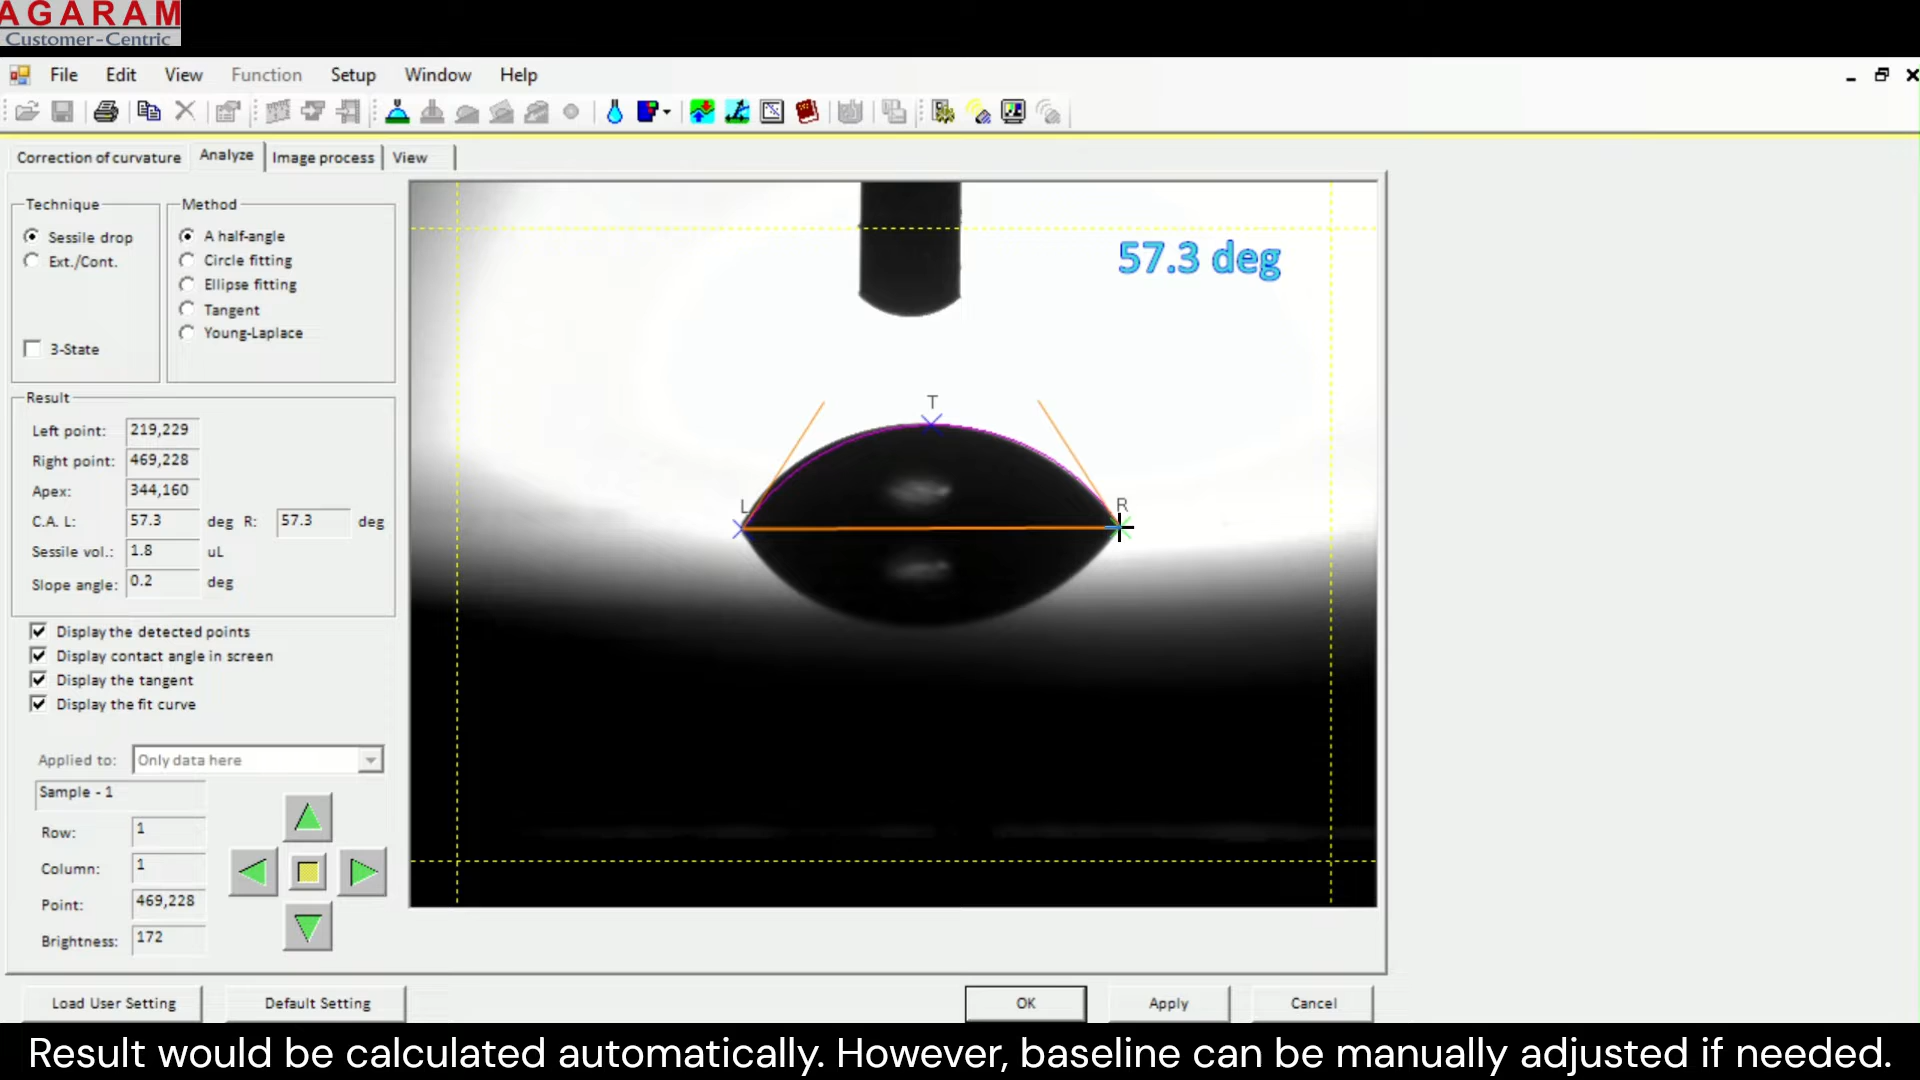 AGARAM
Customer-Centric
File Edit View Function Setup Window Help
Correction of curvature Analyze Image process View
Technique
Sessile drop
Ext./Cont.
3-State
Method
A half-angle
Circle fitting
Ellipse fitting
Tangent
Young-Laplace
Result
Left point: 219,229
Right point: 469,228
Apex: 344,160
C.A. L: 57.3 deg R: 57.3 deg
Sessile vol.: 1.8 uL
Slope angle: 0.2 deg
Display the detected points
Display contact angle in screen
Display the tangent
Display the fit curve
Applied to: Only data here
Sample - 1
Row: 1
Column: 1
Point: 469,228
Brightness: 172
57.3 deg
T
L
R
Load User Setting Default Setting OK Apply Cancel
Result would be calculated automatically. However, baseline can be manually adjusted if needed.